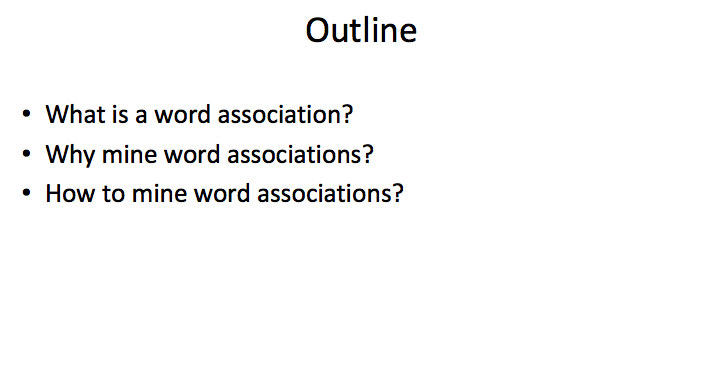 Outline
• What is a word association?
• Why mine word associations?
• How to mine word associations?